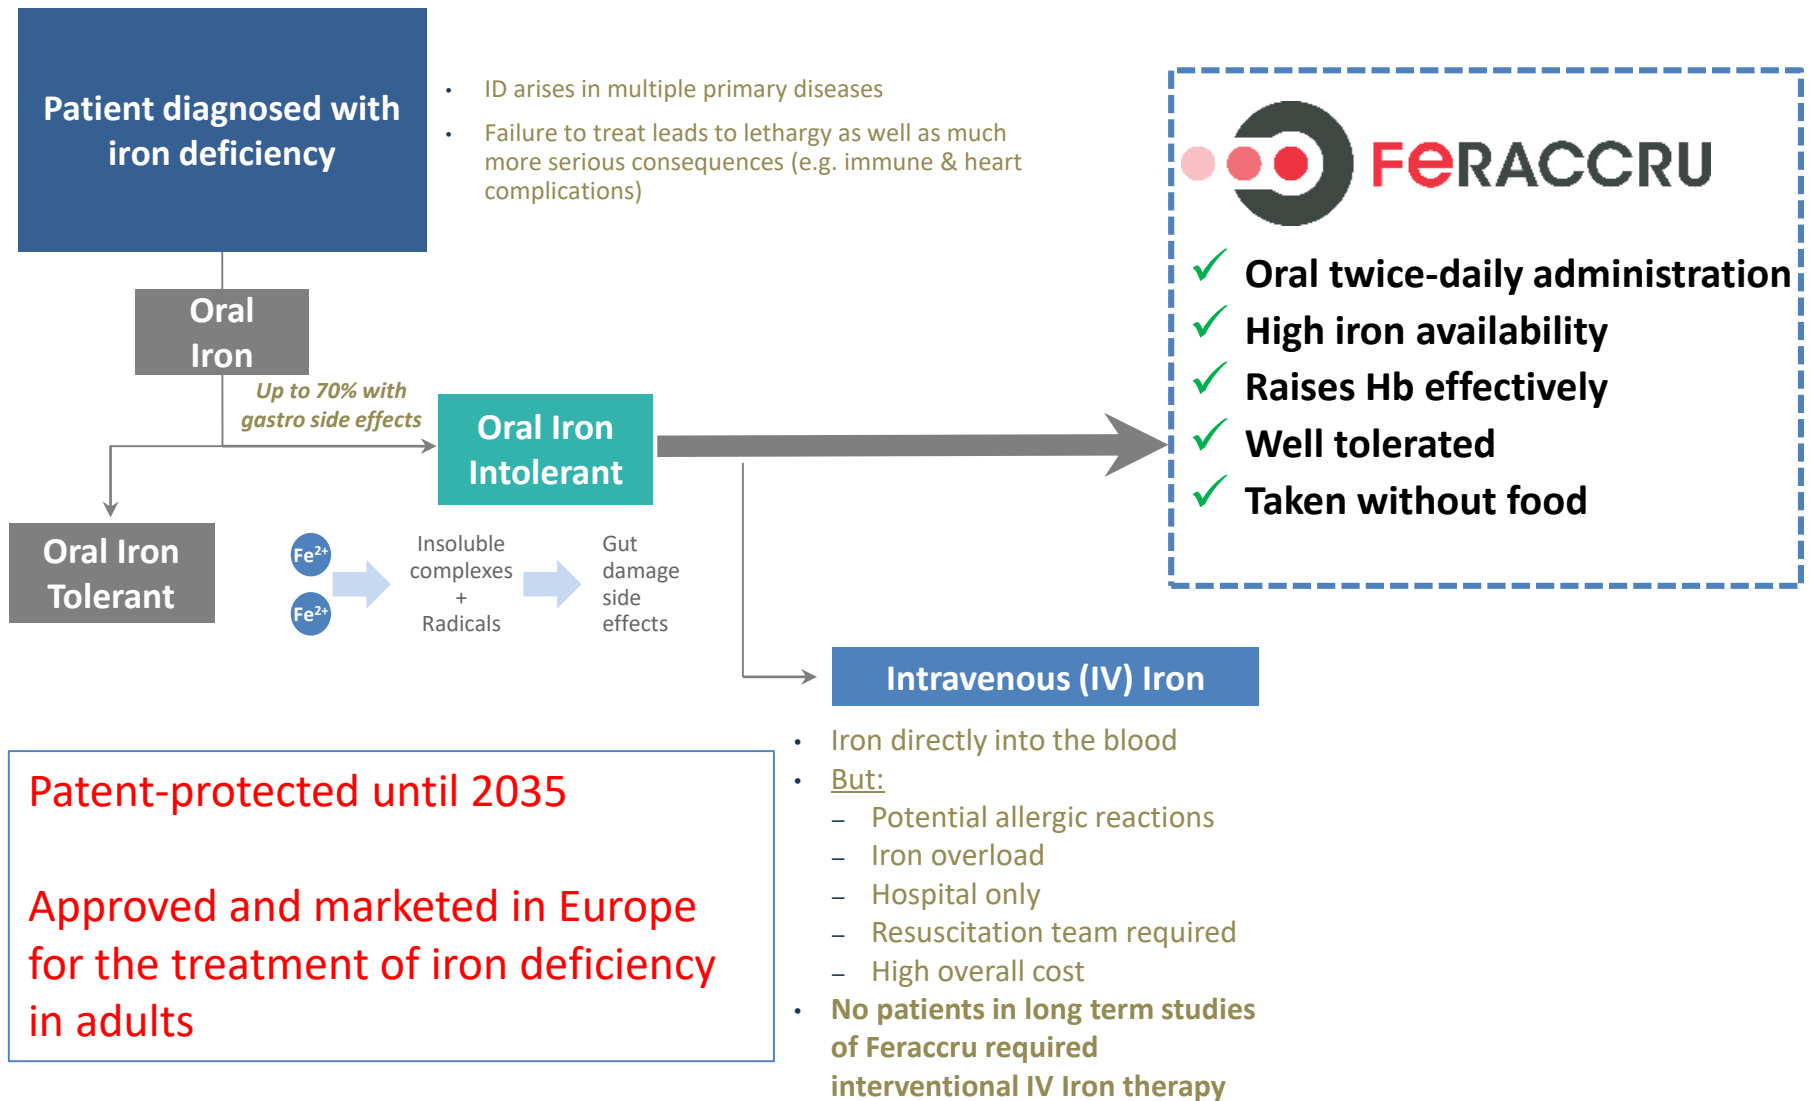 Patient diagnosed with
iron deficiency
• ID arises in multiple primary diseases
• Failure to treat leads to lethargy as well as much
more serious consequences (e.g. immune & heart
complications)
Oral
Iron
Up to 70% with
gastro side effects
Oral Iron
Intolerant
Oral Iron
Tolerant
Fe²⁺
Fe²⁺
Insoluble
complexes
+
Radicals
Gut
damage
side
effects
FeRACCRU
✓ Oral twice-daily administration
✓ High iron availability
✓ Raises Hb effectively
✓ Well tolerated
✓ Taken without food
Intravenous (IV) Iron
• Iron directly into the blood
• But:
– Potential allergic reactions
– Iron overload
– Hospital only
– Resuscitation team required
– High overall cost
• No patients in long term studies
of Feraccru required
interventional IV Iron therapy
Patent-protected until 2035
Approved and marketed in Europe
for the treatment of iron deficiency
in adults